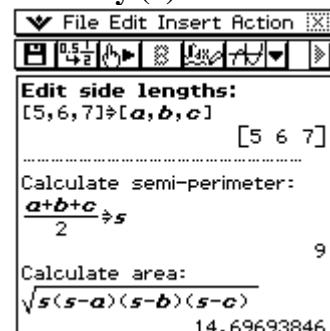 File Edit Insert Action
Edit side lengths:
[5,6,7]⇒[a,b,c]
[5 6 7]
Calculate semi-perimeter:
(a+b+c)/2⇒s
9
Calculate area:
√(s(s-a)(s-b)(s-c))
14.69693846